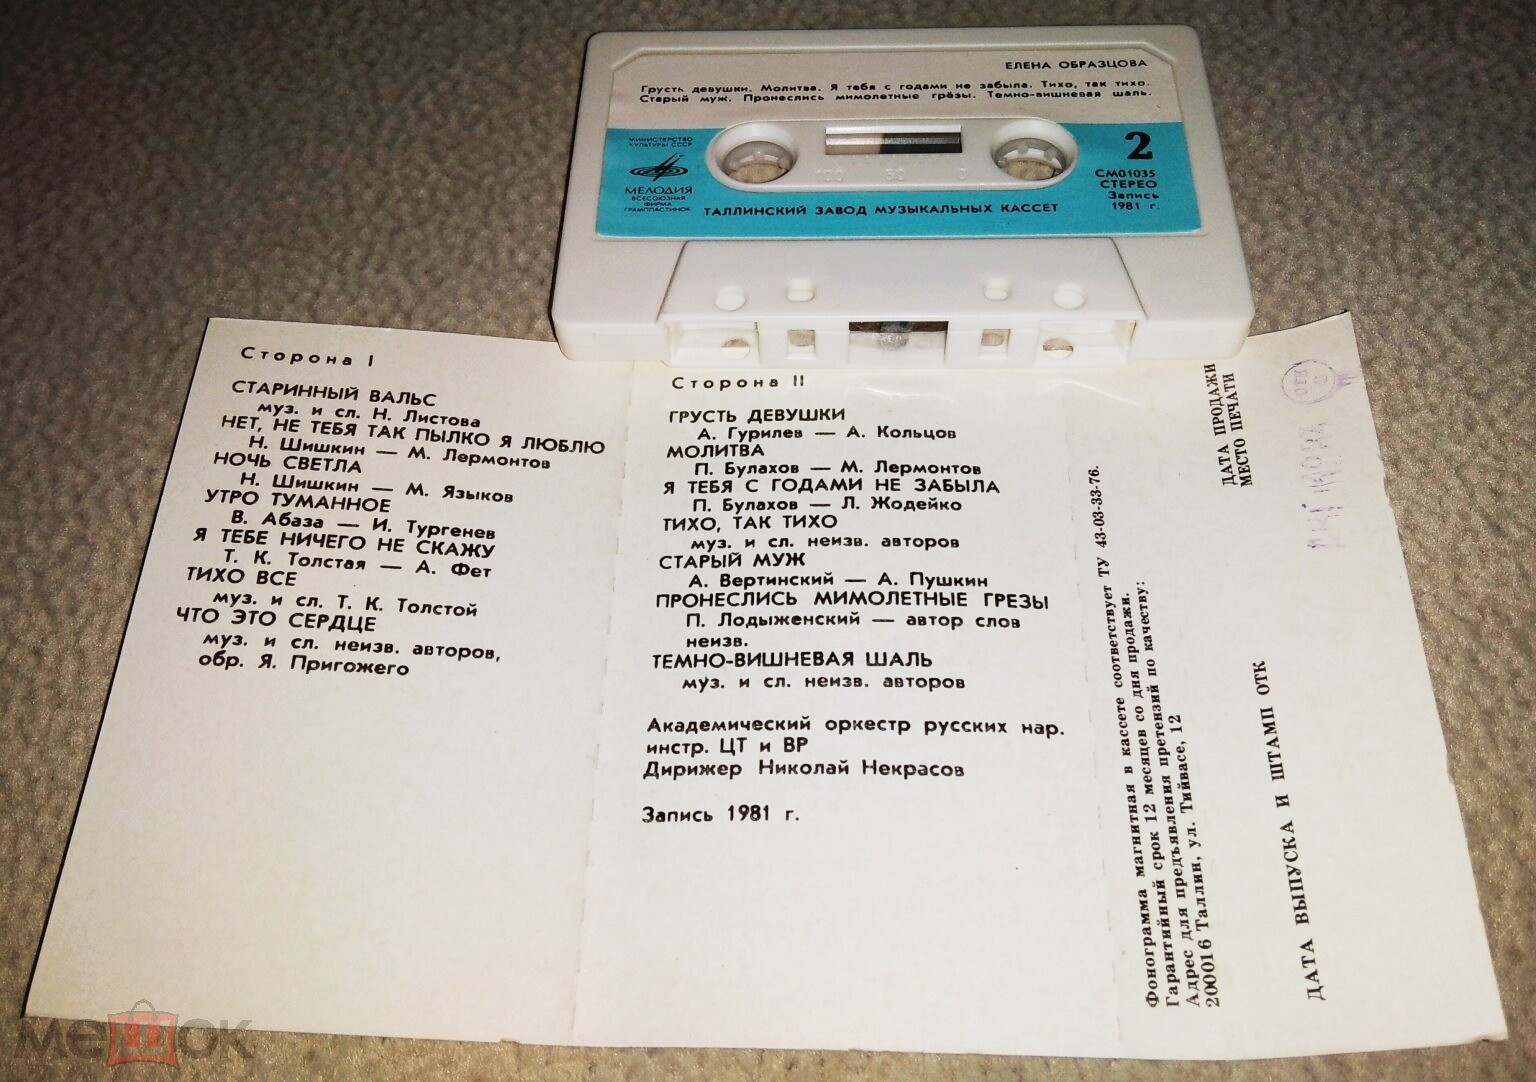 ЕЛЕНА ОБРАЗЦОВА
Грусть девушки. Молитва. Я тебя с годами не забыла. Тихо, так тихо.
Старый муж. Пронеслись мимолетные грёзы. Темно-вишневая шаль.
МИНИСТЕРСТВО
КУЛЬТУРЫ СССР
МЕЛОДИЯ
ВСЕСОЮЗНАЯ
ФИРМА
ГРАМПЛАСТИНОК
2
СМ01035
СТЕРЕО
Запись
1981 г.
100 50 0
ТАЛЛИНСКИЙ ЗАВОД МУЗЫКАЛЬНЫХ КАССЕТ
Сторона I
СТАРИННЫЙ ВАЛЬС
муз. и сл. Н. Листова
НЕТ, НЕ ТЕБЯ ТАК ПЫЛКО Я ЛЮБЛЮ
Н. Шишкин — М. Лермонтов
НОЧЬ СВЕТЛА
Н. Шишкин — М. Языков
УТРО ТУМАННОЕ
В. Абаза — И. Тургенев
Я ТЕБЕ НИЧЕГО НЕ СКАЖУ
Т. К. Толстая — А. Фет
ТИХО ВСЕ
муз. и сл. Т. К. Толстой
ЧТО ЭТО СЕРДЦЕ
муз. и сл. неизв. авторов,
обр. Я. Пригожего
Сторона II
ГРУСТЬ ДЕВУШКИ
А. Гурилев — А. Кольцов
МОЛИТВА
П. Булахов — М. Лермонтов
Я ТЕБЯ С ГОДАМИ НЕ ЗАБЫЛА
П. Булахов — Л. Жодейко
ТИХО, ТАК ТИХО
муз. и сл. неизв. авторов
СТАРЫЙ МУЖ
А. Вертинский — А. Пушкин
ПРОНЕСЛИСЬ МИМОЛЕТНЫЕ ГРЕЗЫ
П. Лодыженский — автор слов
неизв.
ТЕМНО-ВИШНЕВАЯ ШАЛЬ
муз. и сл. неизв. авторов
Академический оркестр русских нар.
инстр. ЦТ и ВР
Дирижер Николай Некрасов
Запись 1981 г.
Фонограмма магнитная в кассете соответствует ТУ 43-03-33-76.
Гарантийный срок 12 месяцев со дня продажи.
Адрес для предъявления претензий по качеству:
200016 Таллин, ул. Тийвасе, 12
ДАТА ПРОДАЖИ
МЕСТО ПЕЧАТИ
ДАТА ВЫПУСКА И ШТАМП ОТК
ОТК
мешок